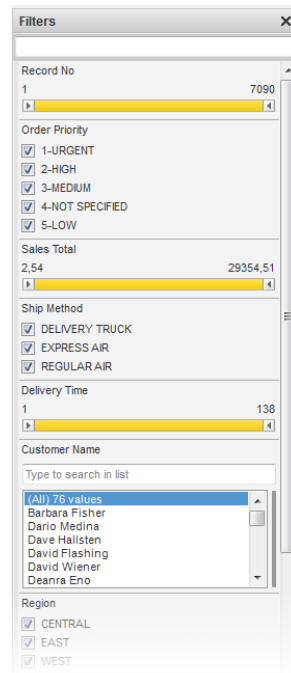 Filters
Record No
1 7090
Order Priority
1-URGENT
2-HIGH
3-MEDIUM
4-NOT SPECIFIED
5-LOW
Sales Total
2,54 29354,51
Ship Method
DELIVERY TRUCK
EXPRESS AIR
REGULAR AIR
Delivery Time
1 138
Customer Name
Type to search in list
(All) 76 values
Barbara Fisher
Dario Medina
Dave Hallsten
David Flashing
David Wiener
Deanra Eno
Region
CENTRAL
EAST
WEST